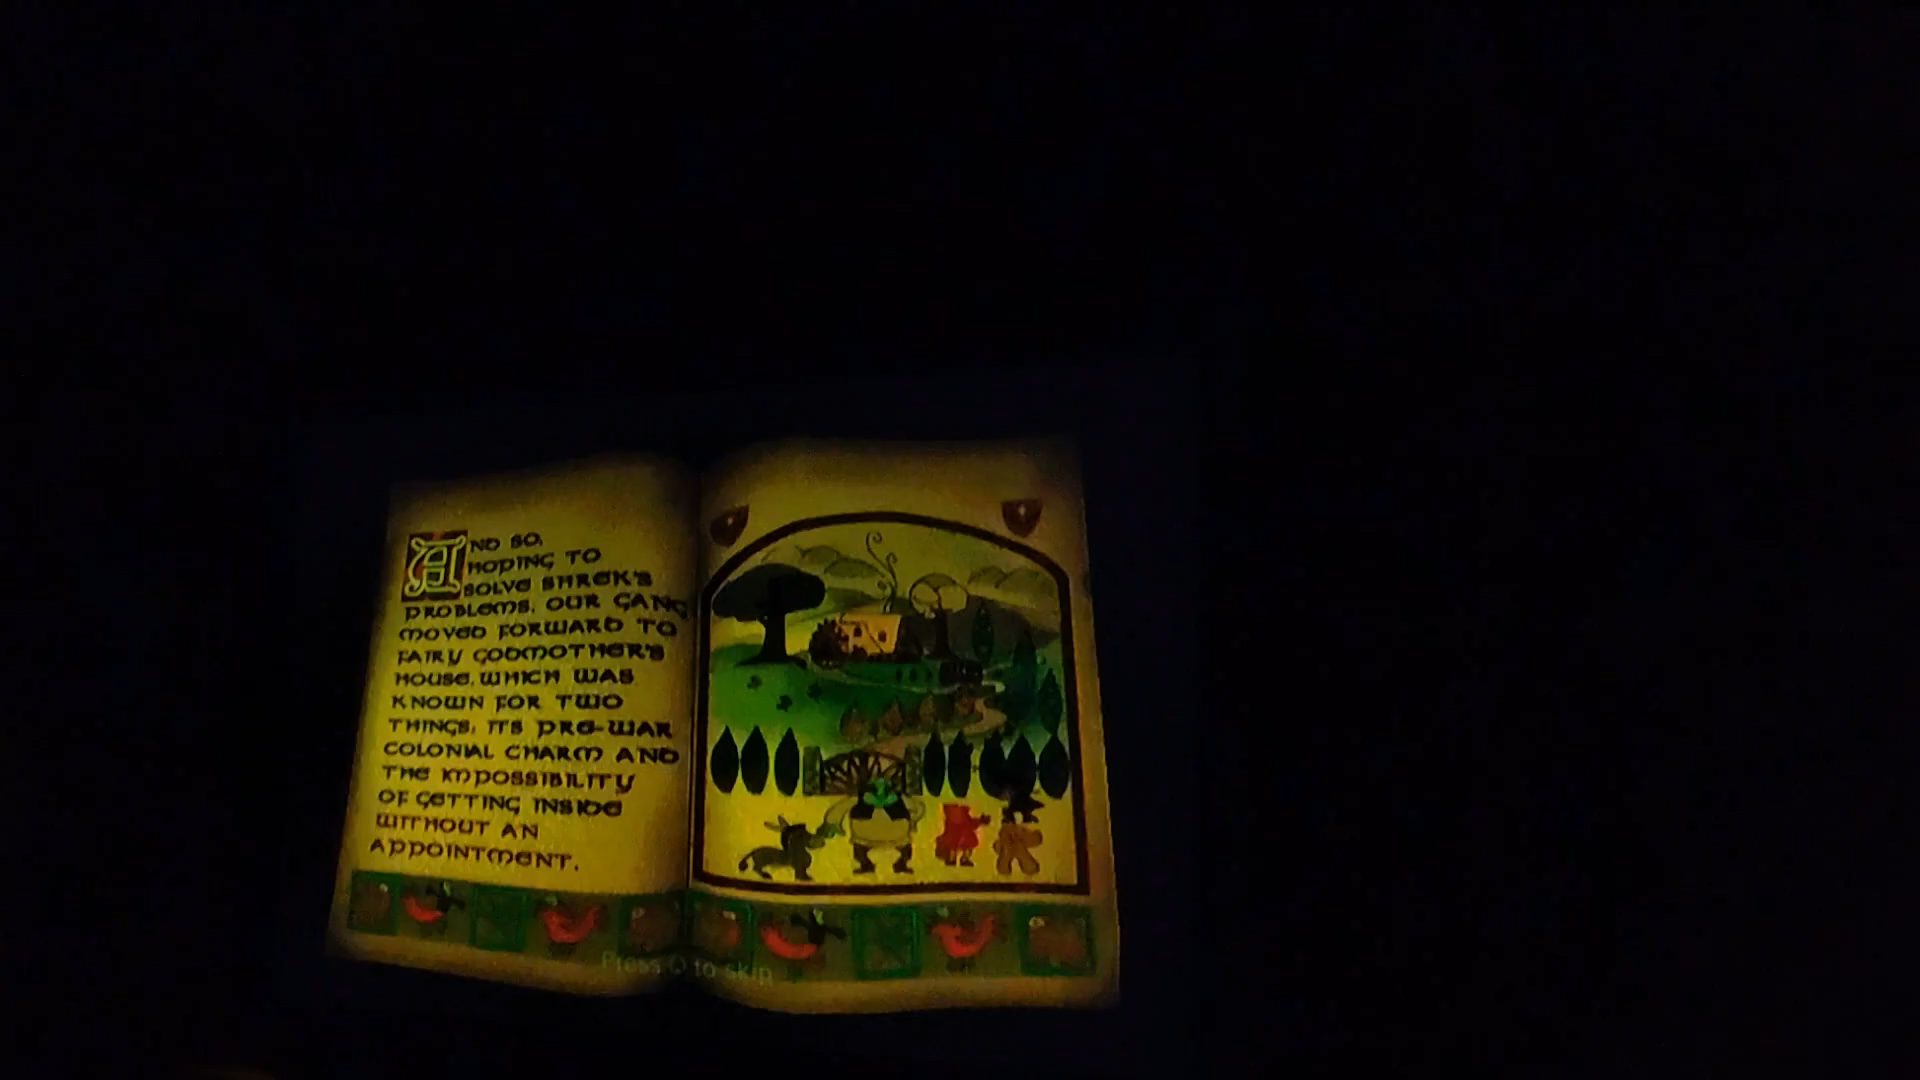 AND SO,
HOPING TO
SOLVE SHREK'S
PROBLEMS, OUR GANG
MOVED FORWARD TO
FAIRY GODMOTHER'S
HOUSE, WHICH WAS
KNOWN FOR TWO
THINGS, ITS PRE-WAR
COLONIAL CHARM AND
THE IMPOSSIBILITY
OF GETTING INSIDE
WITHOUT AN
APPOINTMENT.
Press O to skip